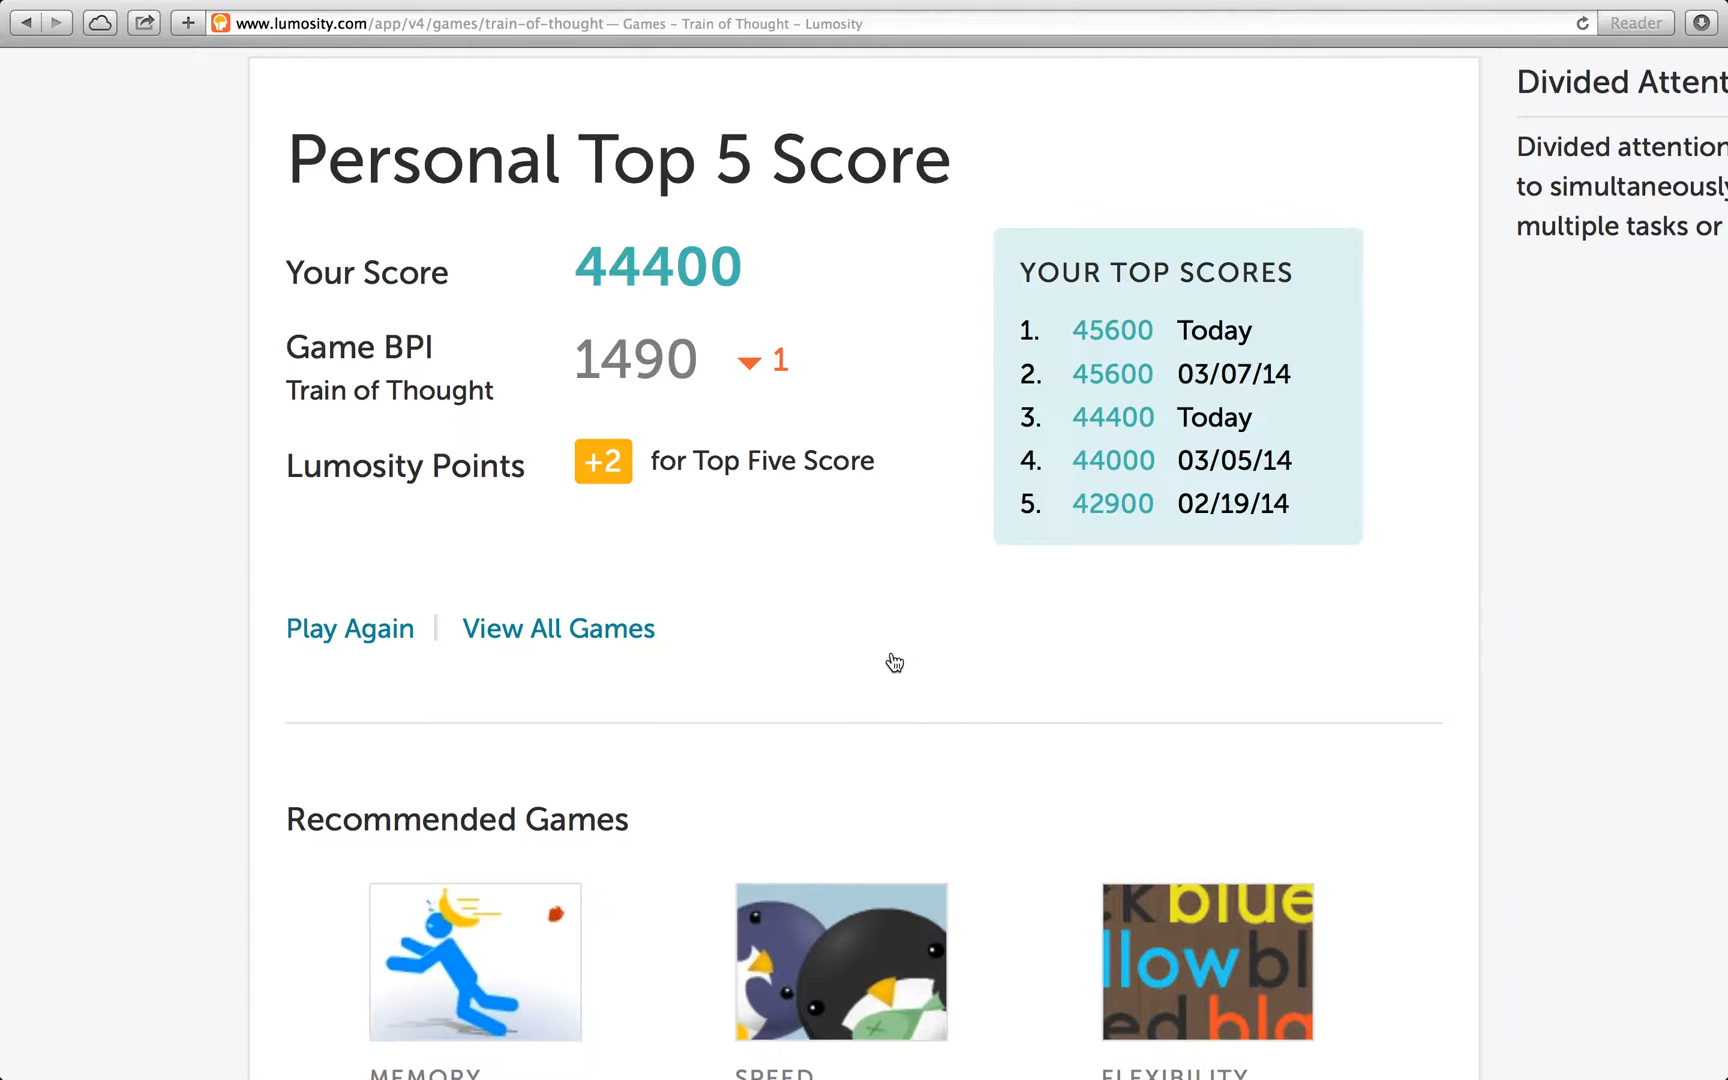 www.lumosity.com/app/v4/games/train-of-thought — Games – Train of Thought – Lumosity
Reader
Divided Attent
Divided attention
to simultaneously
multiple tasks or
Personal Top 5 Score
Your Score 44400
Game BPI 1490 1
Train of Thought
Lumosity Points +2 for Top Five Score
YOUR TOP SCORES
1. 45600 Today
2. 45600 03/07/14
3. 44400 Today
4. 44000 03/05/14
5. 42900 02/19/14
Play Again | View All Games
Recommended Games
ck blue
llowbl
ed bla
MEMORY
SPEED
FLEXIBILITY